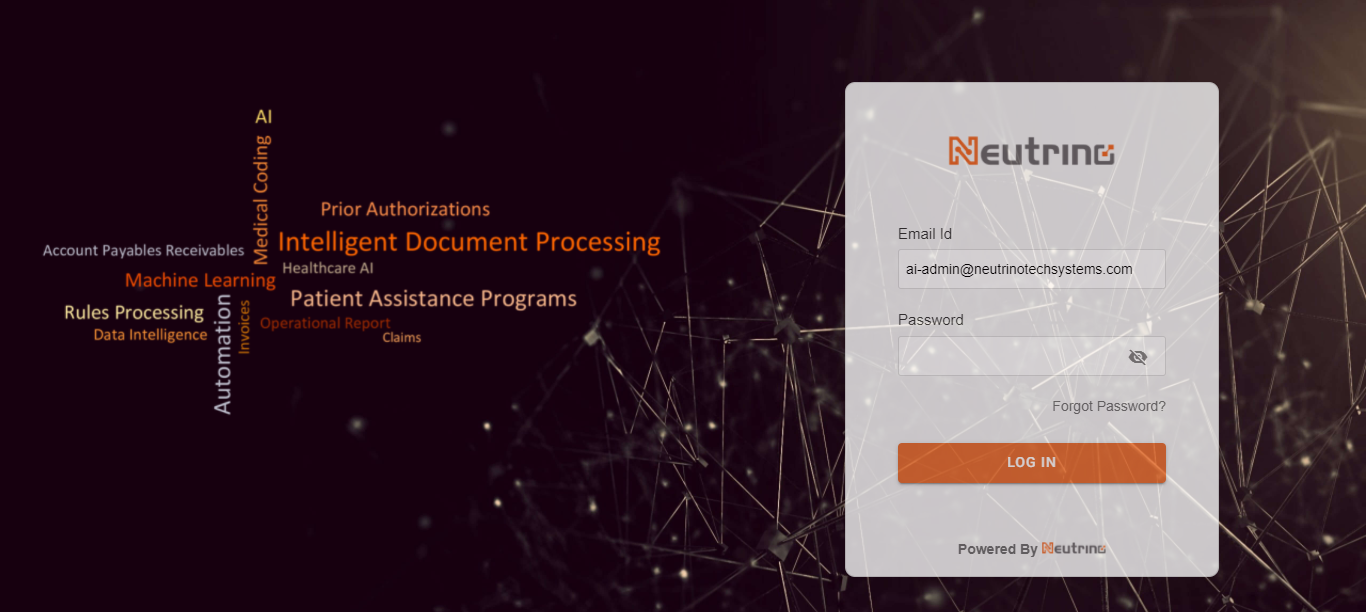 AI
Medical Coding
Prior Authorizations
Intelligent Document Processing
Account Payables Receivables
Healthcare AI
Machine Learning
Patient Assistance Programs
Rules Processing
Automation
Invoices
Operational Report
Data Intelligence
Claims
Neutrino
Email Id
ai-admin@neutrinotechsystems.com
Password
Forgot Password?
LOG IN
Powered By Neutrino